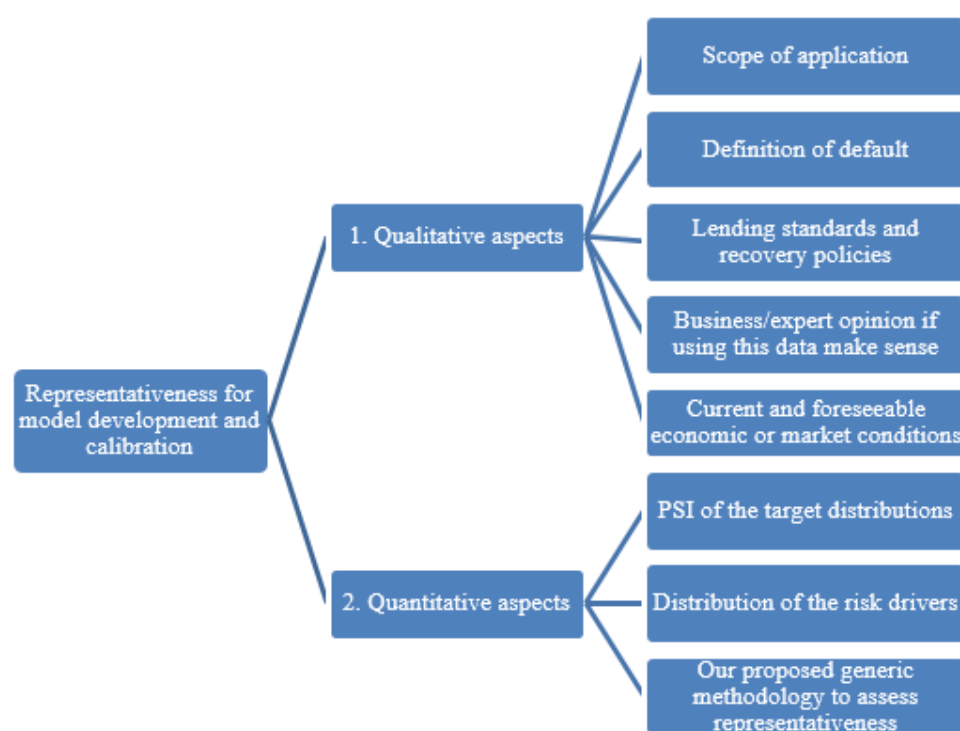 Representativeness for
model development and
calibration
1. Qualitative aspects
Scope of application
Definition of default
Lending standards and
recovery policies
Business/expert opinion if
using this data make sense
Current and foreseeable
economic or market conditions
2. Quantitative aspects
PSI of the target distributions
Distribution of the risk drivers
Our proposed generic
methodology to assess
representativeness